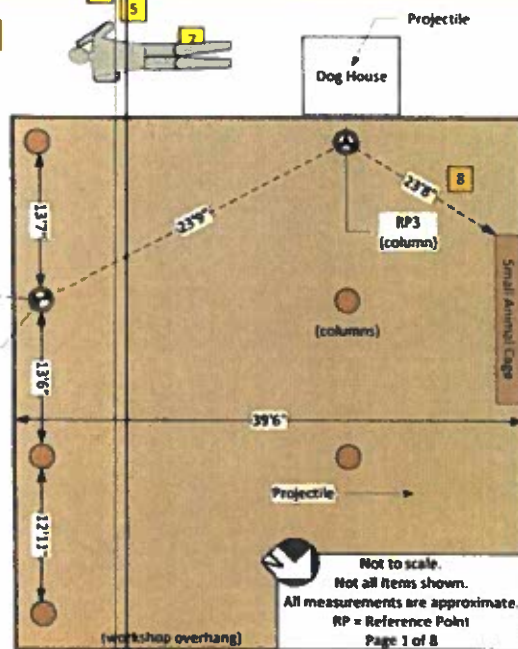 5
7
Projectile
Dog House
8
13'7"
23'9"
23'8"
RP3
(column)
Small Animal Cage
(columns)
13'6"
39'6"
12'11"
Projectile
N
Not to scale.
Not all items shown.
All measurements are approximate.
RP = Reference Point
Page 1 of 8
(workshop overhang)